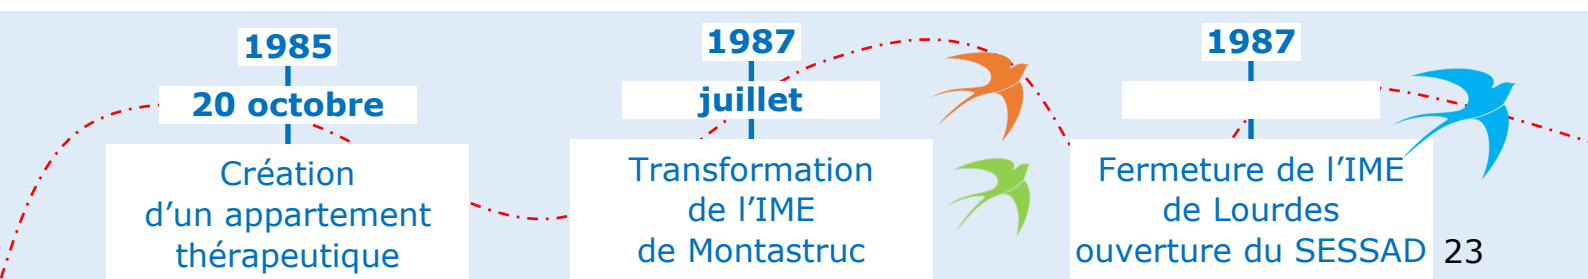 1985
20 octobre
Création
d’un appartement
thérapeutique
1987
juillet
Transformation
de l’IME
de Montastruc
1987
Fermeture de l’IME
de Lourdes
ouverture du SESSAD
23